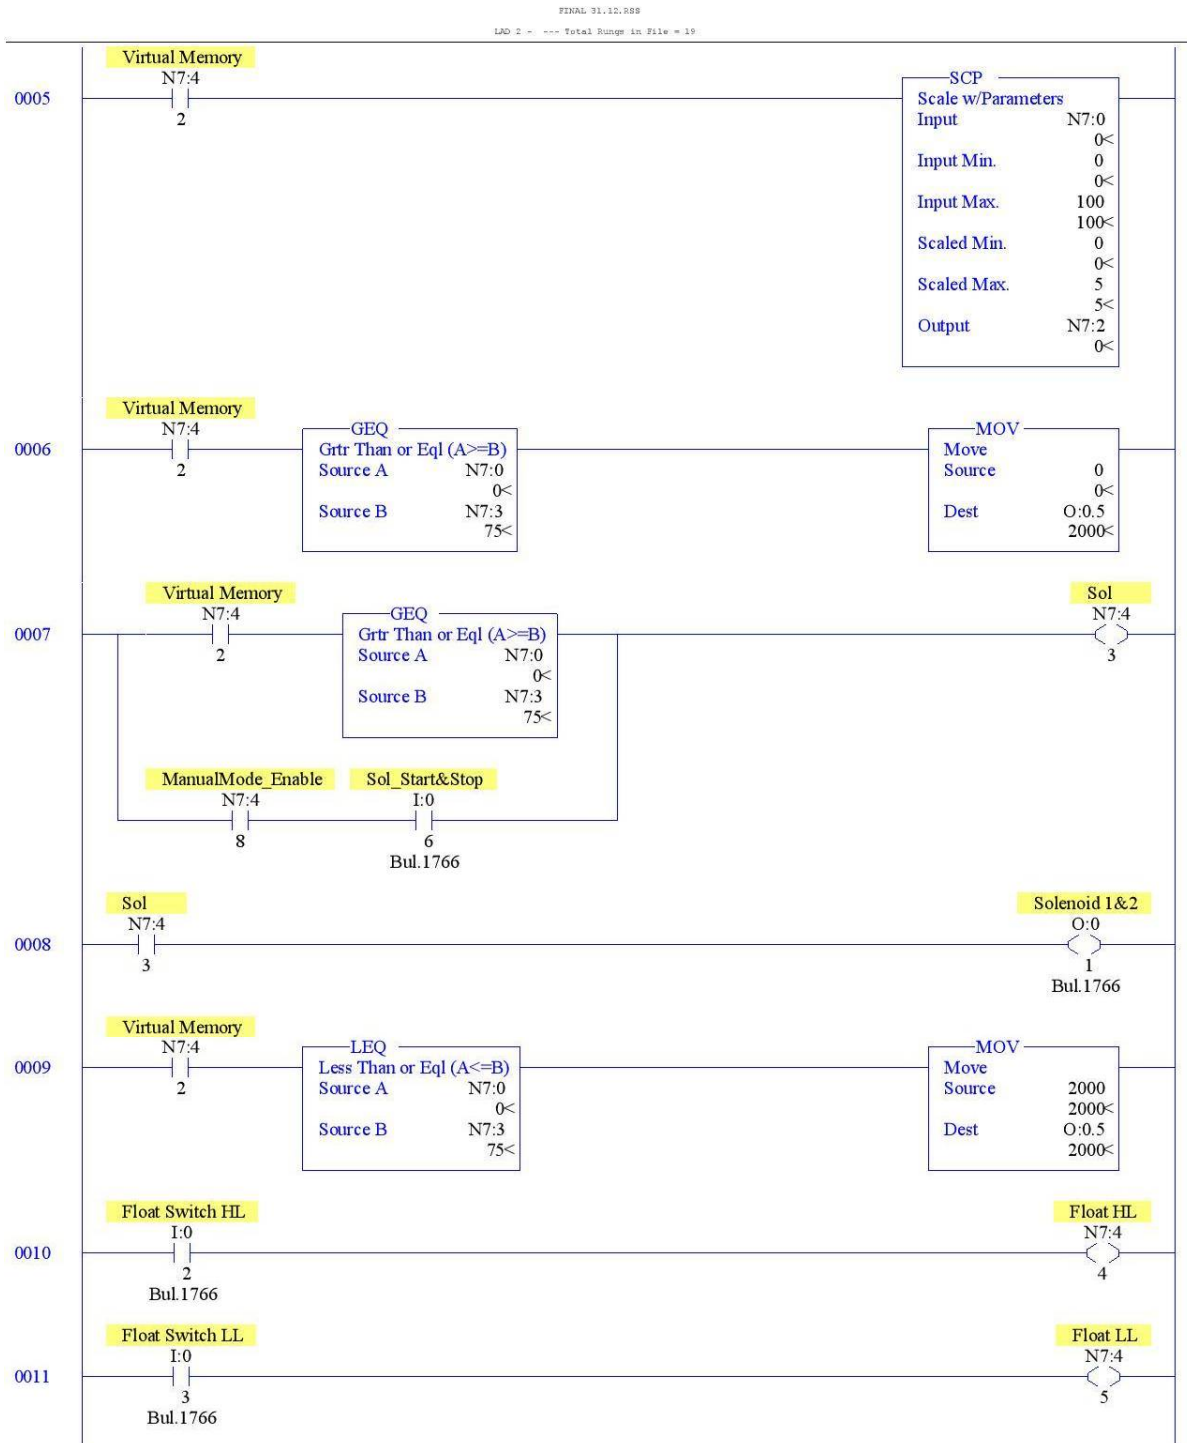 FINAL 31.12.RSS
LAD 2 - --- Total Rungs in File = 19
Virtual Memory
N7:4
0005
2
SCP
Scale w/Parameters
Input N7:0
0<
Input Min. 0
0<
Input Max. 100
100<
Scaled Min. 0
0<
Scaled Max. 5
5<
Output N7:2
0<
Virtual Memory
N7:4
0006
2
GEQ
Grtr Than or Eql (A>=B)
Source A N7:0
0<
Source B N7:3
75<
MOV
Move
Source 0
0<
Dest O:0.5
2000<
Virtual Memory
N7:4
0007
2
GEQ
Grtr Than or Eql (A>=B)
Source A N7:0
0<
Source B N7:3
75<
Sol
N7:4
3
ManualMode_Enable
N7:4
8
Sol_Start&Stop
I:0
6
Bul.1766
Sol
N7:4
0008
3
Solenoid 1&2
O:0
1
Bul.1766
Virtual Memory
N7:4
0009
2
LEQ
Less Than or Eql (A<=B)
Source A N7:0
0<
Source B N7:3
75<
MOV
Move
Source 2000
2000<
Dest O:0.5
2000<
Float Switch HL
I:0
0010
2
Bul.1766
Float HL
N7:4
4
Float Switch LL
I:0
0011
3
Bul.1766
Float LL
N7:4
5